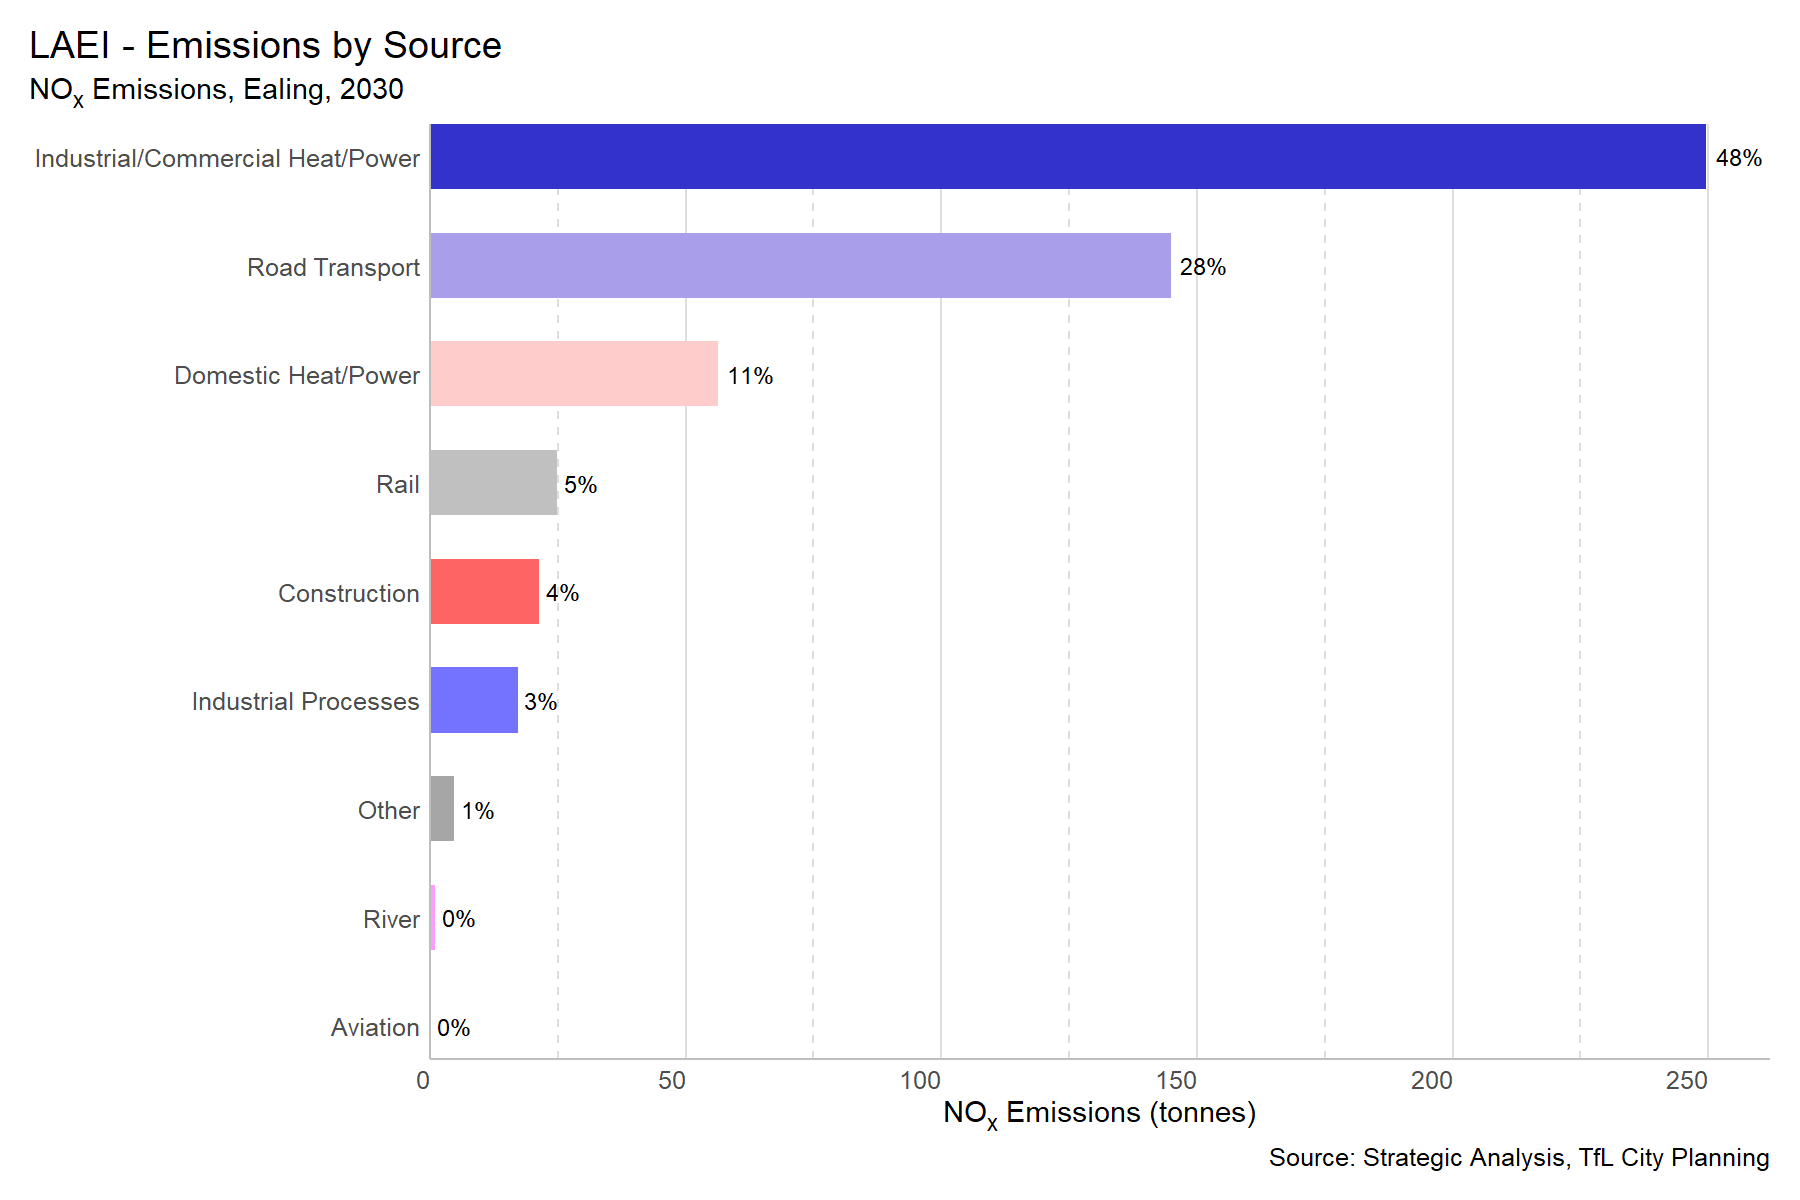 LAEI - Emissions by Source
NOx Emissions, Ealing, 2030
Industrial/Commercial Heat/Power 48%
Road Transport 28%
Domestic Heat/Power 11%
Rail 5%
Construction 4%
Industrial Processes 3%
Other 1%
River 0%
Aviation 0%
0 50 100 150 200 250
NOx Emissions (tonnes)
Source: Strategic Analysis, TfL City Planning